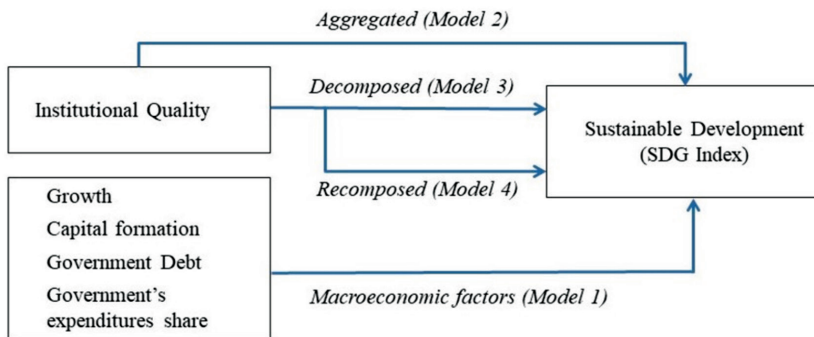 Aggregated (Model 2)
Institutional Quality
Decomposed (Model 3)
Sustainable Development
(SDG Index)
Recomposed (Model 4)
Growth
Capital formation
Government Debt
Government's
expenditures share
Macroeconomic factors (Model 1)